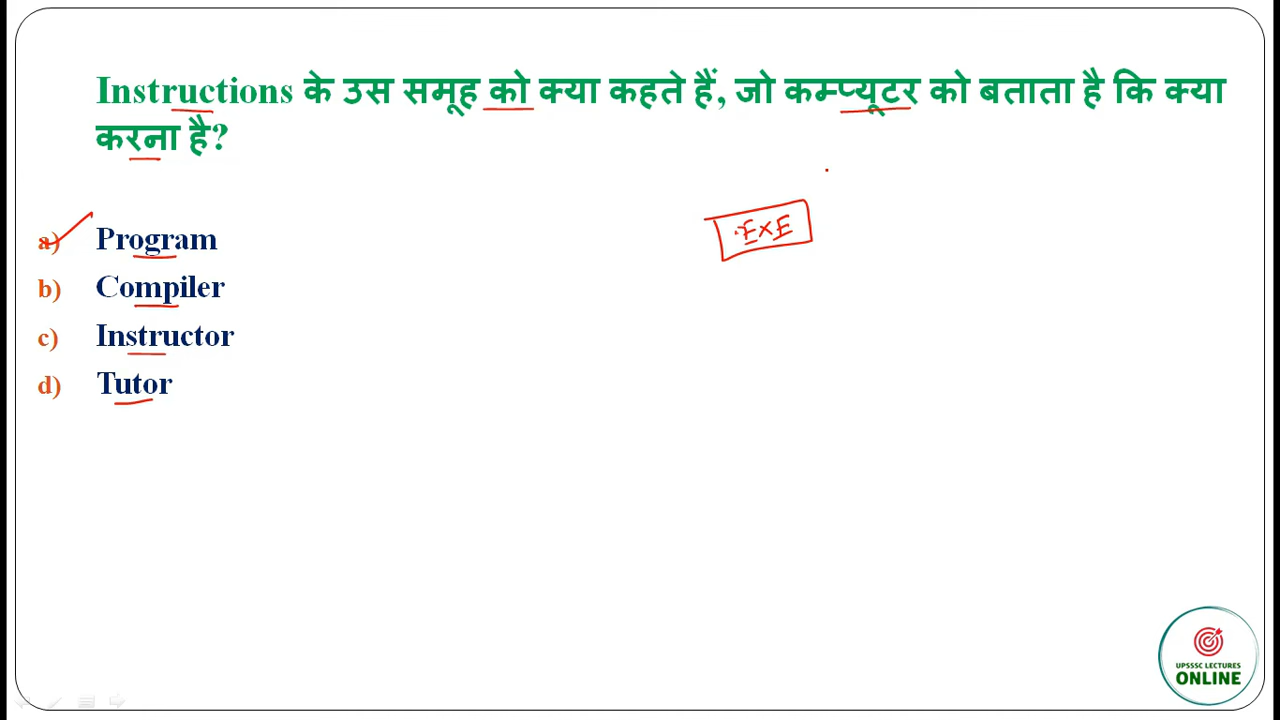 Instructions के उस समूह को क्या कहते हैं, जो कम्प्यूटर को बताता है कि क्या
करना है?
a) Program
.EXE
b) Compiler
c) Instructor
d) Tutor
UPSSSC LECTURES
ONLINE